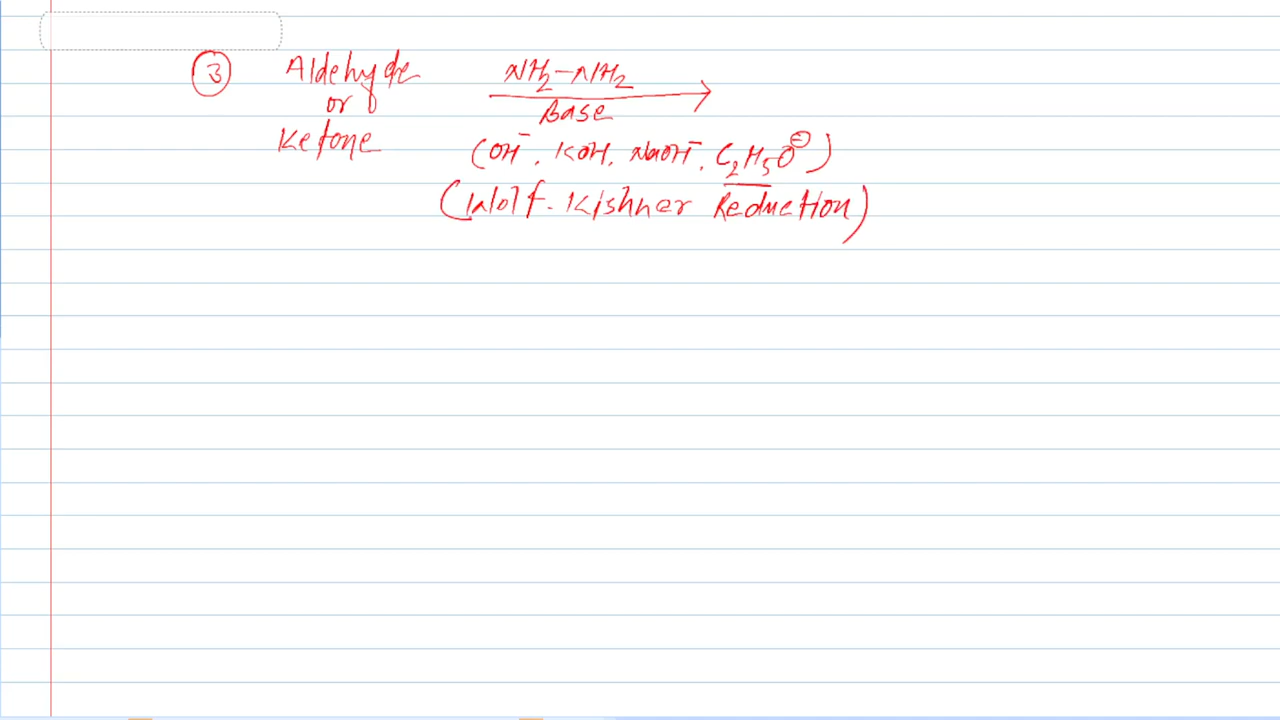 ③ Aldehyde or Ketone
NH2-NH2
Base
(OH⁻, KOH, NaOH⁻, C2H5O⊖)
(Wolf-Kishner Reduction)